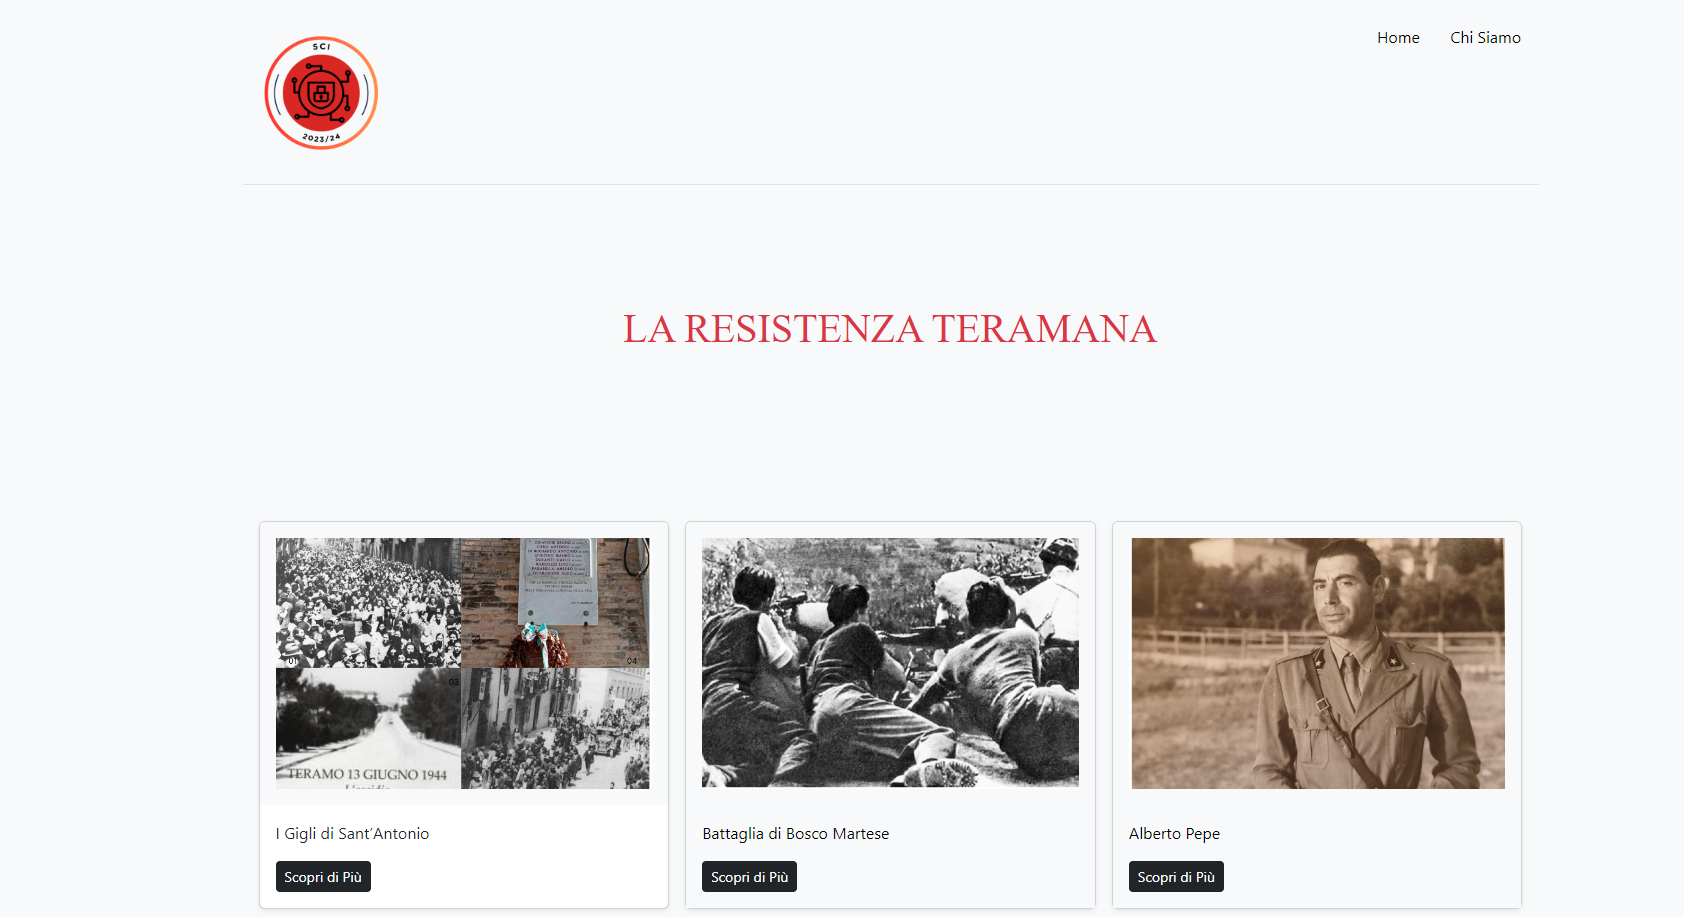 Home Chi Siamo
5CI
2023/24
LA RESISTENZA TERAMANA
01
02
03
04
TERAMO 13 GIUGNO 1944
I Gigli di Sant'Antonio
Scopri di Più
Battaglia di Bosco Martese
Scopri di Più
Alberto Pepe
Scopri di Più